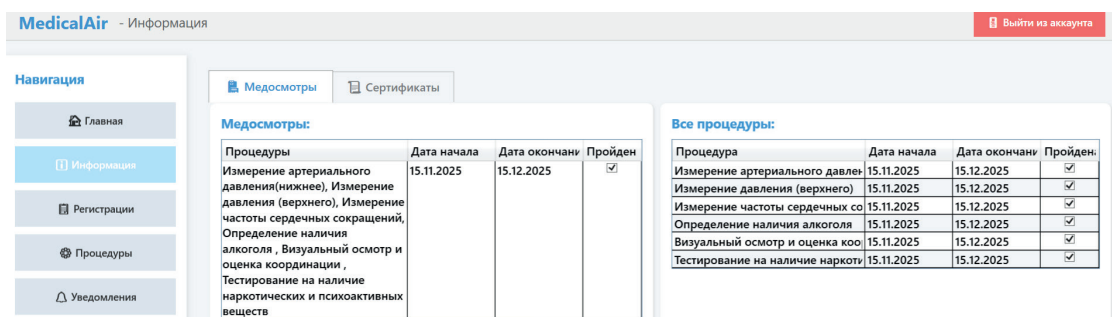 MedicalAir - Информация
Выйти из аккаунта
Навигация
Главная
Информация
Регистрации
Процедуры
Уведомления
Медосмотры
Сертификаты
Медосмотры:
Процедуры Дата начала Дата окончани Пройден
Измерение артериального 15.11.2025 15.12.2025
давления(нижнее), Измерение
давления (верхнего), Измерение
частоты сердечных сокращений,
Определение наличия
алкоголя , Визуальный осмотр и
оценка координации ,
Тестирование на наличие
наркотических и психоактивных
веществ
Все процедуры:
Процедура Дата начала Дата окончани Пройден
Измерение артериального давлен 15.11.2025 15.12.2025
Измерение давления (верхнего) 15.11.2025 15.12.2025
Измерение частоты сердечных со 15.11.2025 15.12.2025
Определение наличия алкоголя 15.11.2025 15.12.2025
Визуальный осмотр и оценка коо 15.11.2025 15.12.2025
Тестирование на наличие наркоти 15.11.2025 15.12.2025